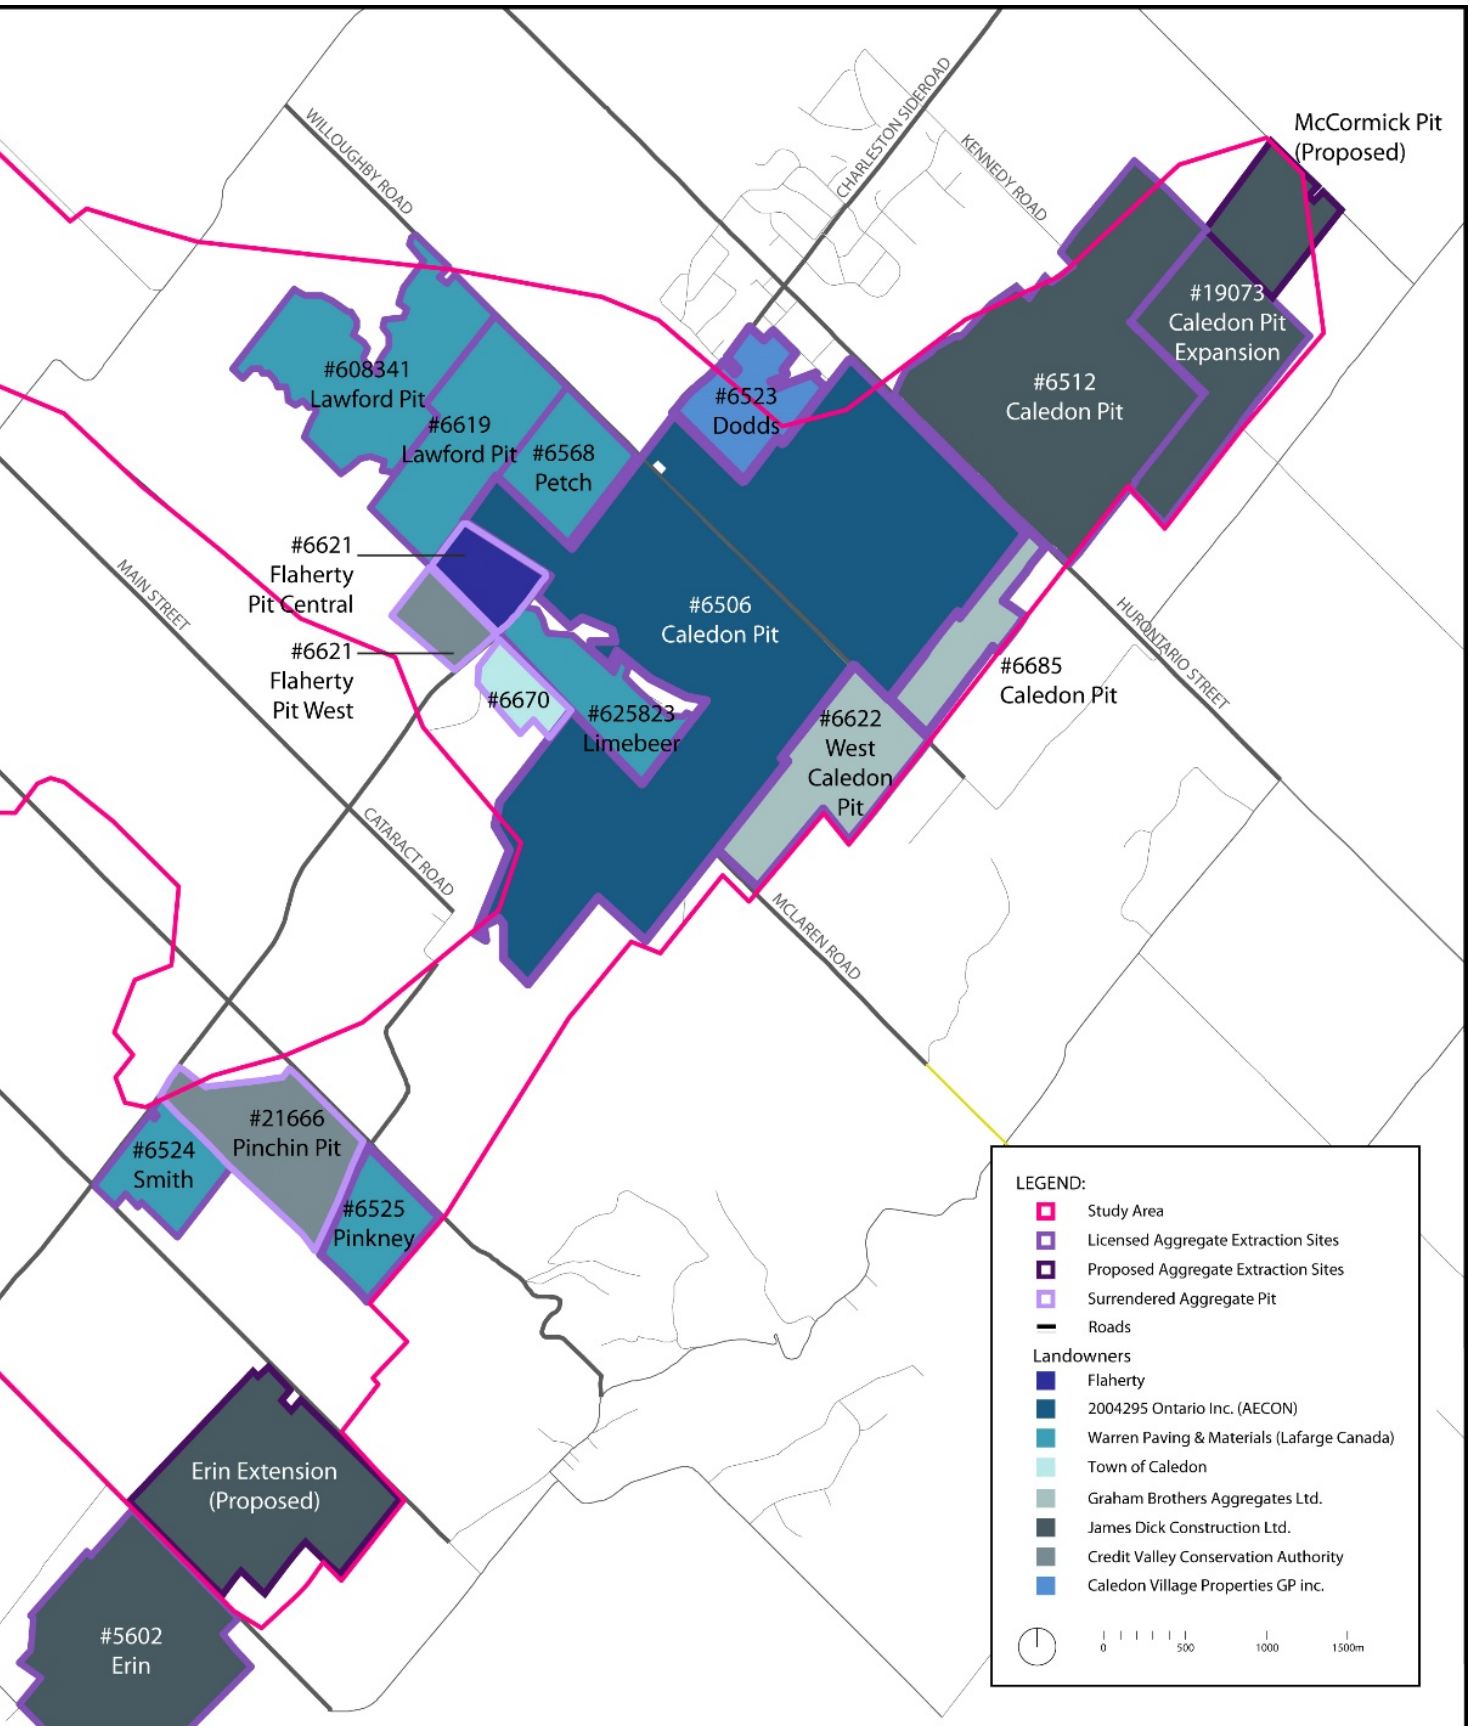 WILLOUGHBY ROAD
CHARLESTON SIDEROAD
KENNEDY ROAD
McCormick Pit
(Proposed)
#19073
Caledon Pit
Expansion
#6512
Caledon Pit
#608341
Lawford Pit
#6619
Lawford Pit
#6568
Petch
#6523
Dodds
#6621
Flaherty
Pit Central
#6621
Flaherty
Pit West
MAIN STREET
#6506
Caledon Pit
#6670
#625823
Limebeer
#6622
West
Caledon
Pit
#6685
Caledon Pit
HURONTARIO STREET
CATARACT ROAD
MCLAREN ROAD
#21666
Pinchin Pit
#6524
Smith
#6525
Pinkney
Erin Extension
(Proposed)
#5602
Erin
LEGEND:
Study Area
Licensed Aggregate Extraction Sites
Proposed Aggregate Extraction Sites
Surrendered Aggregate Pit
Roads
Landowners
Flaherty
2004295 Ontario Inc. (AECON)
Warren Paving & Materials (Lafarge Canada)
Town of Caledon
Graham Brothers Aggregates Ltd.
James Dick Construction Ltd.
Credit Valley Conservation Authority
Caledon Village Properties GP inc.
0 500 1000 1500m